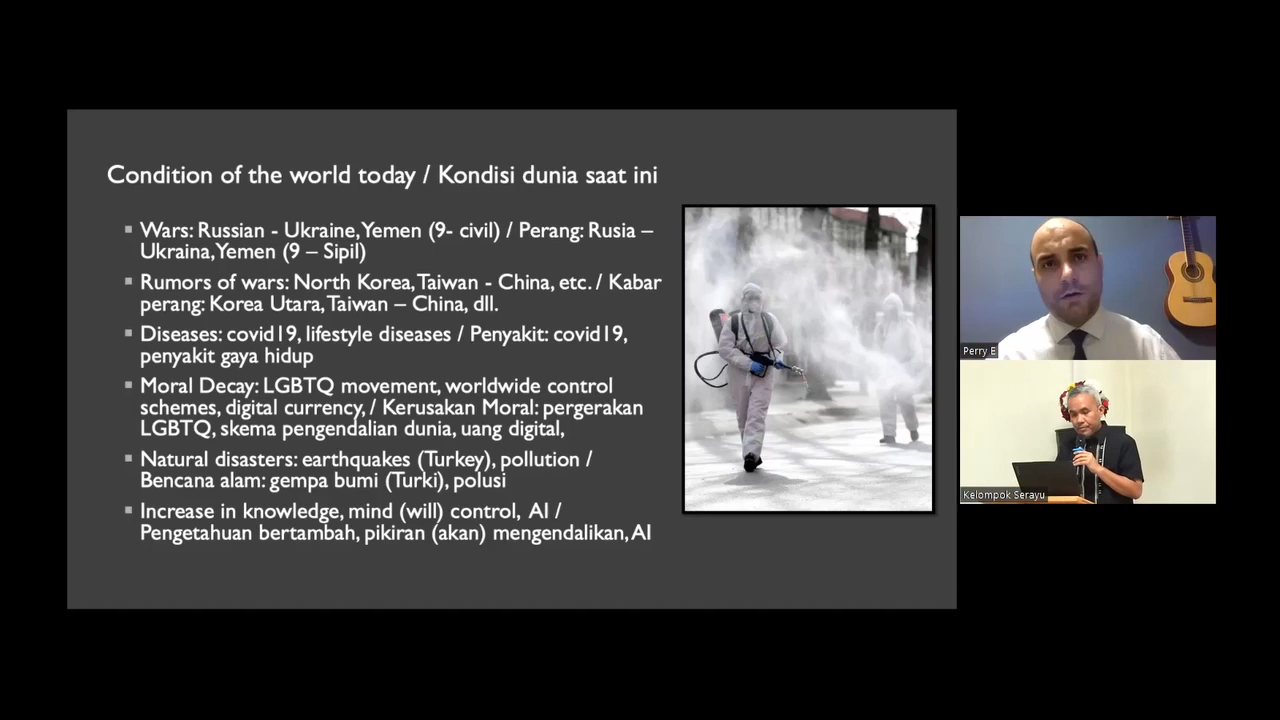 Condition of the world today / Kondisi dunia saat ini
Wars: Russian - Ukraine, Yemen (9- civil) / Perang: Rusia –
Ukraina, Yemen (9 – Sipil)
Rumors of wars: North Korea, Taiwan - China, etc. / Kabar
perang: Korea Utara, Taiwan – China, dll.
Diseases: covid19, lifestyle diseases / Penyakit: covid19,
penyakit gaya hidup
Moral Decay: LGBTQ movement, worldwide control
schemes, digital currency, / Kerusakan Moral: pergerakan
LGBTQ, skema pengendalian dunia, uang digital,
Natural disasters: earthquakes (Turkey), pollution /
Bencana alam: gempa bumi (Turki), polusi
Increase in knowledge, mind (will) control, AI /
Pengetahuan bertambah, pikiran (akan) mengendalikan, AI
Perry E
Kelompok Serayu